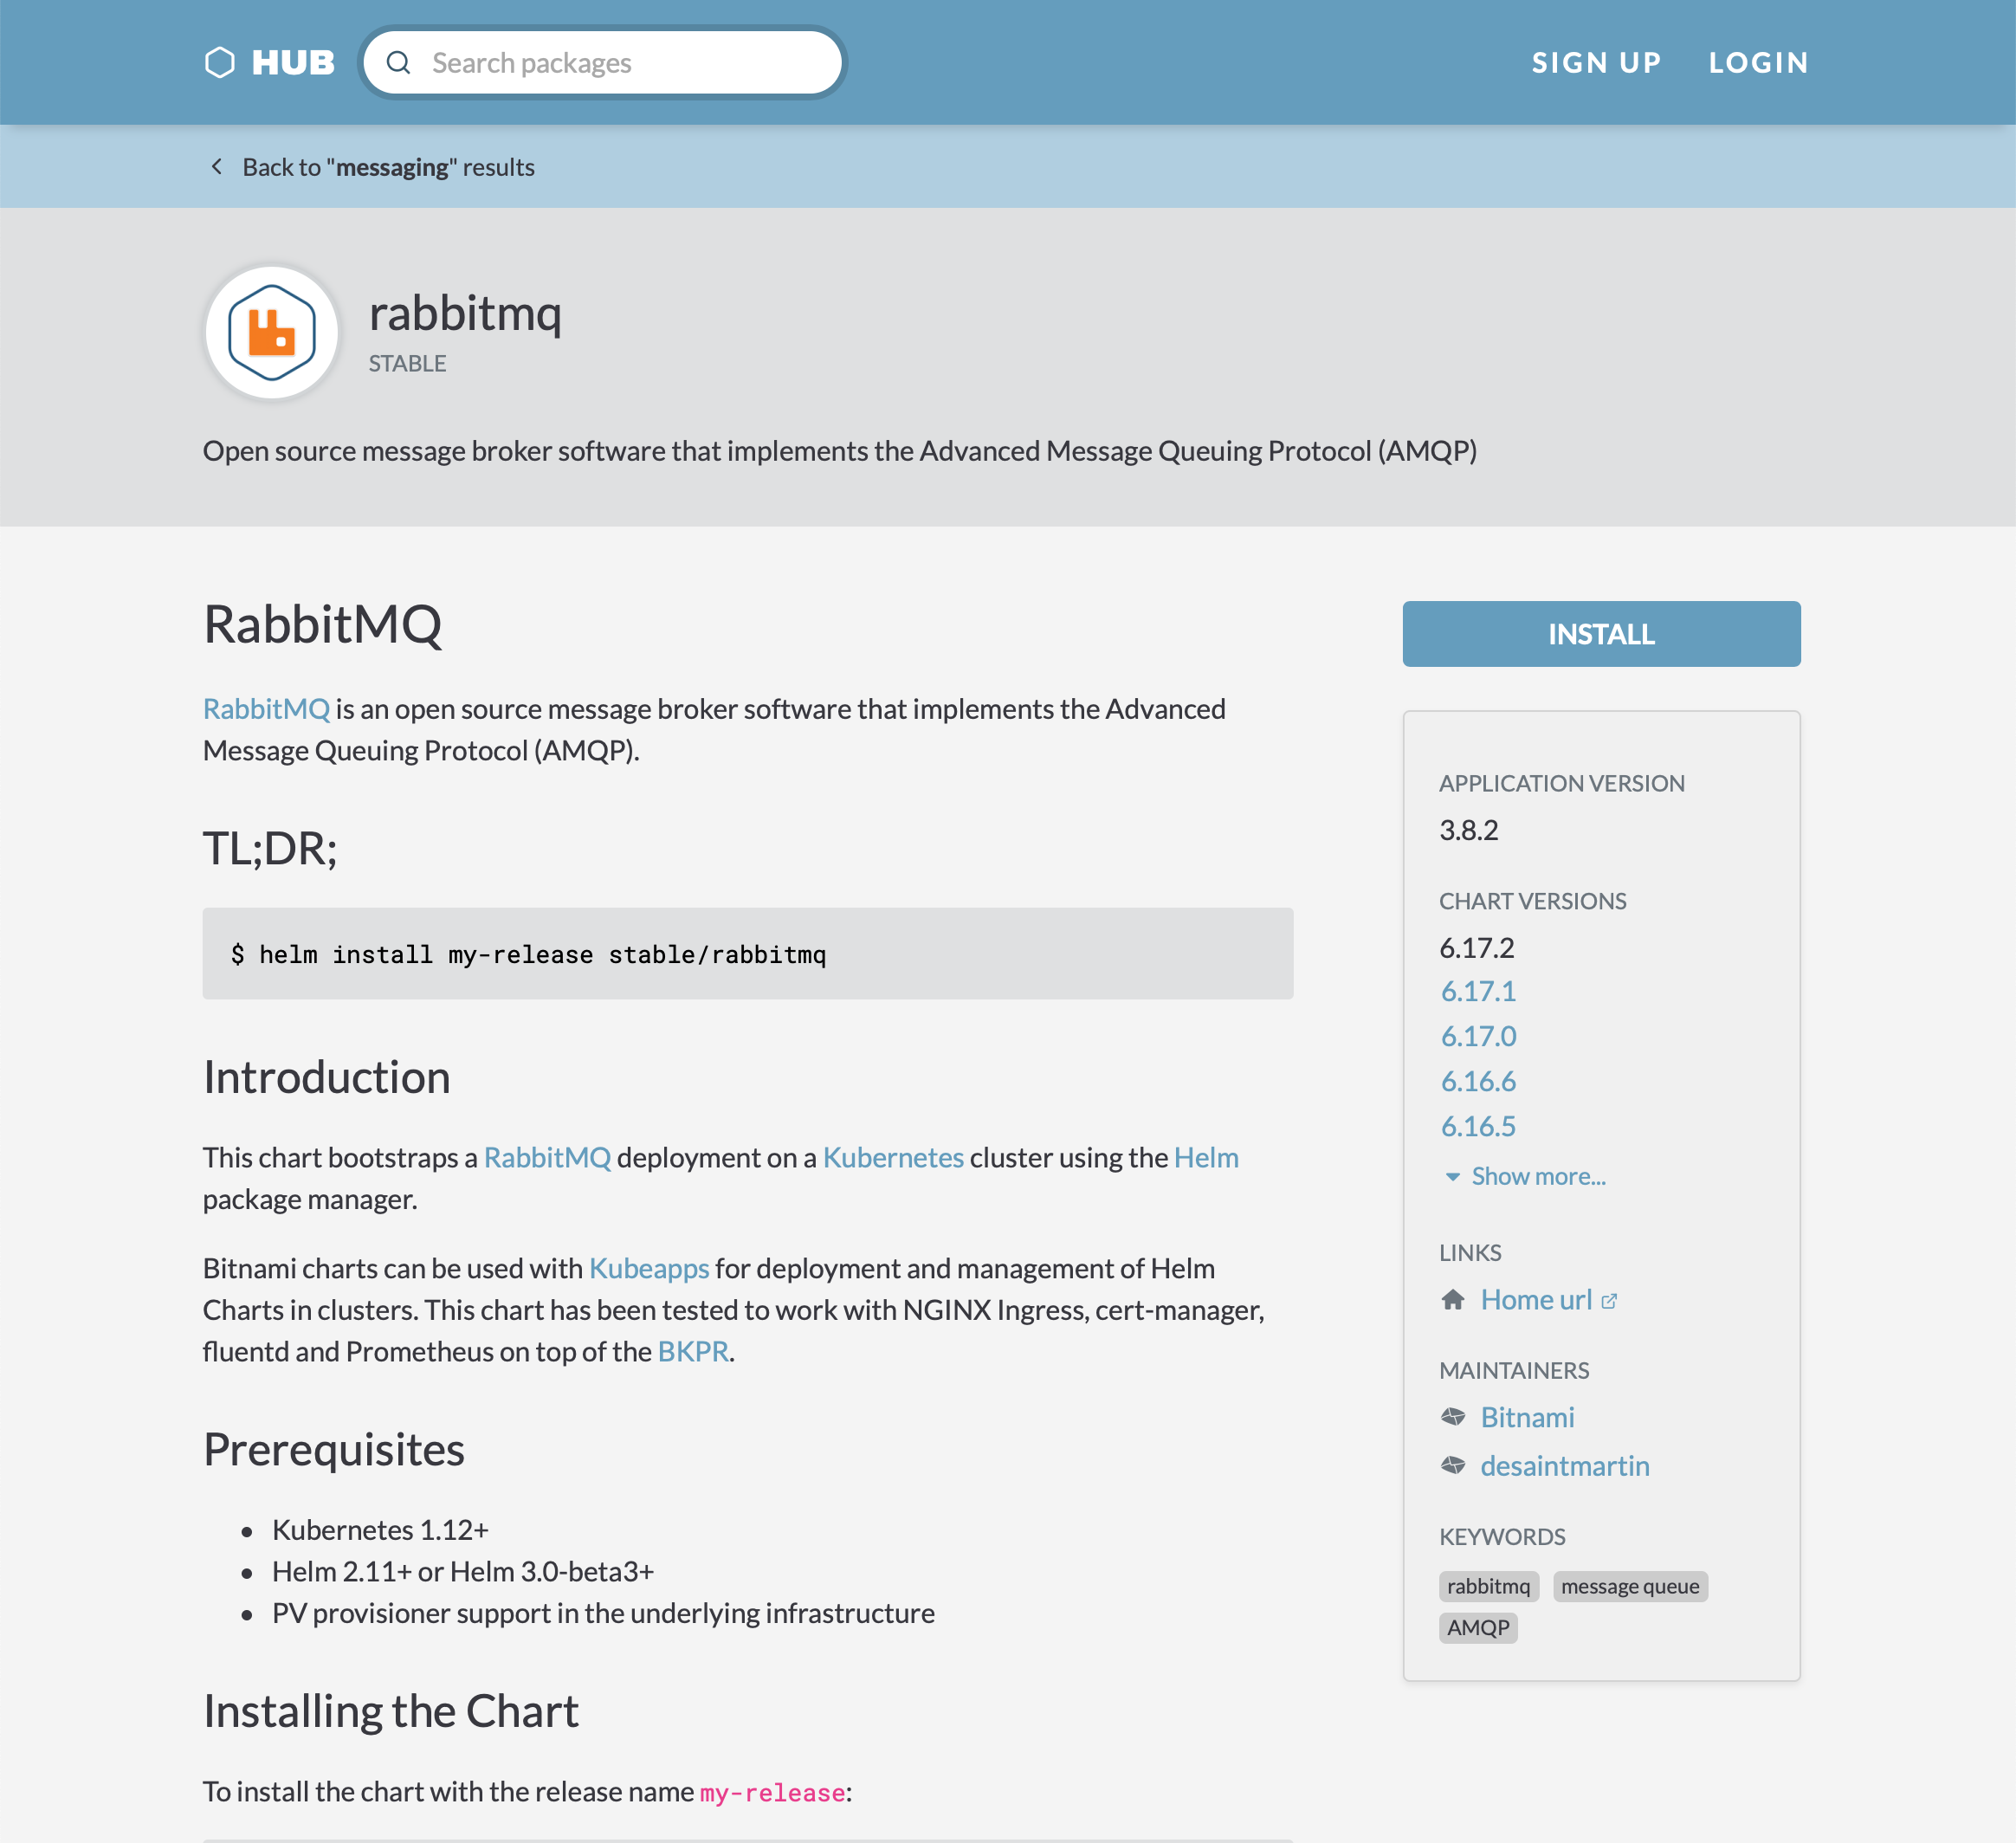 HUB
Search packages
SIGN UP
LOGIN
Back to "messaging" results
rabbitmq
STABLE
Open source message broker software that implements the Advanced Message Queuing Protocol (AMQP)
RabbitMQ
RabbitMQ is an open source message broker software that implements the Advanced
Message Queuing Protocol (AMQP).
TL;DR;
$ helm install my-release stable/rabbitmq
Introduction
This chart bootstraps a RabbitMQ deployment on a Kubernetes cluster using the Helm
package manager.
Bitnami charts can be used with Kubeapps for deployment and management of Helm
Charts in clusters. This chart has been tested to work with NGINX Ingress, cert-manager,
fluentd and Prometheus on top of the BKPR.
Prerequisites
• Kubernetes 1.12+
• Helm 2.11+ or Helm 3.0-beta3+
• PV provisioner support in the underlying infrastructure
Installing the Chart
To install the chart with the release name my-release:
INSTALL
APPLICATION VERSION
3.8.2
CHART VERSIONS
6.17.2
6.17.1
6.17.0
6.16.6
6.16.5
Show more...
LINKS
Home url
MAINTAINERS
Bitnami
desaintmartin
KEYWORDS
rabbitmq message queue
AMQP